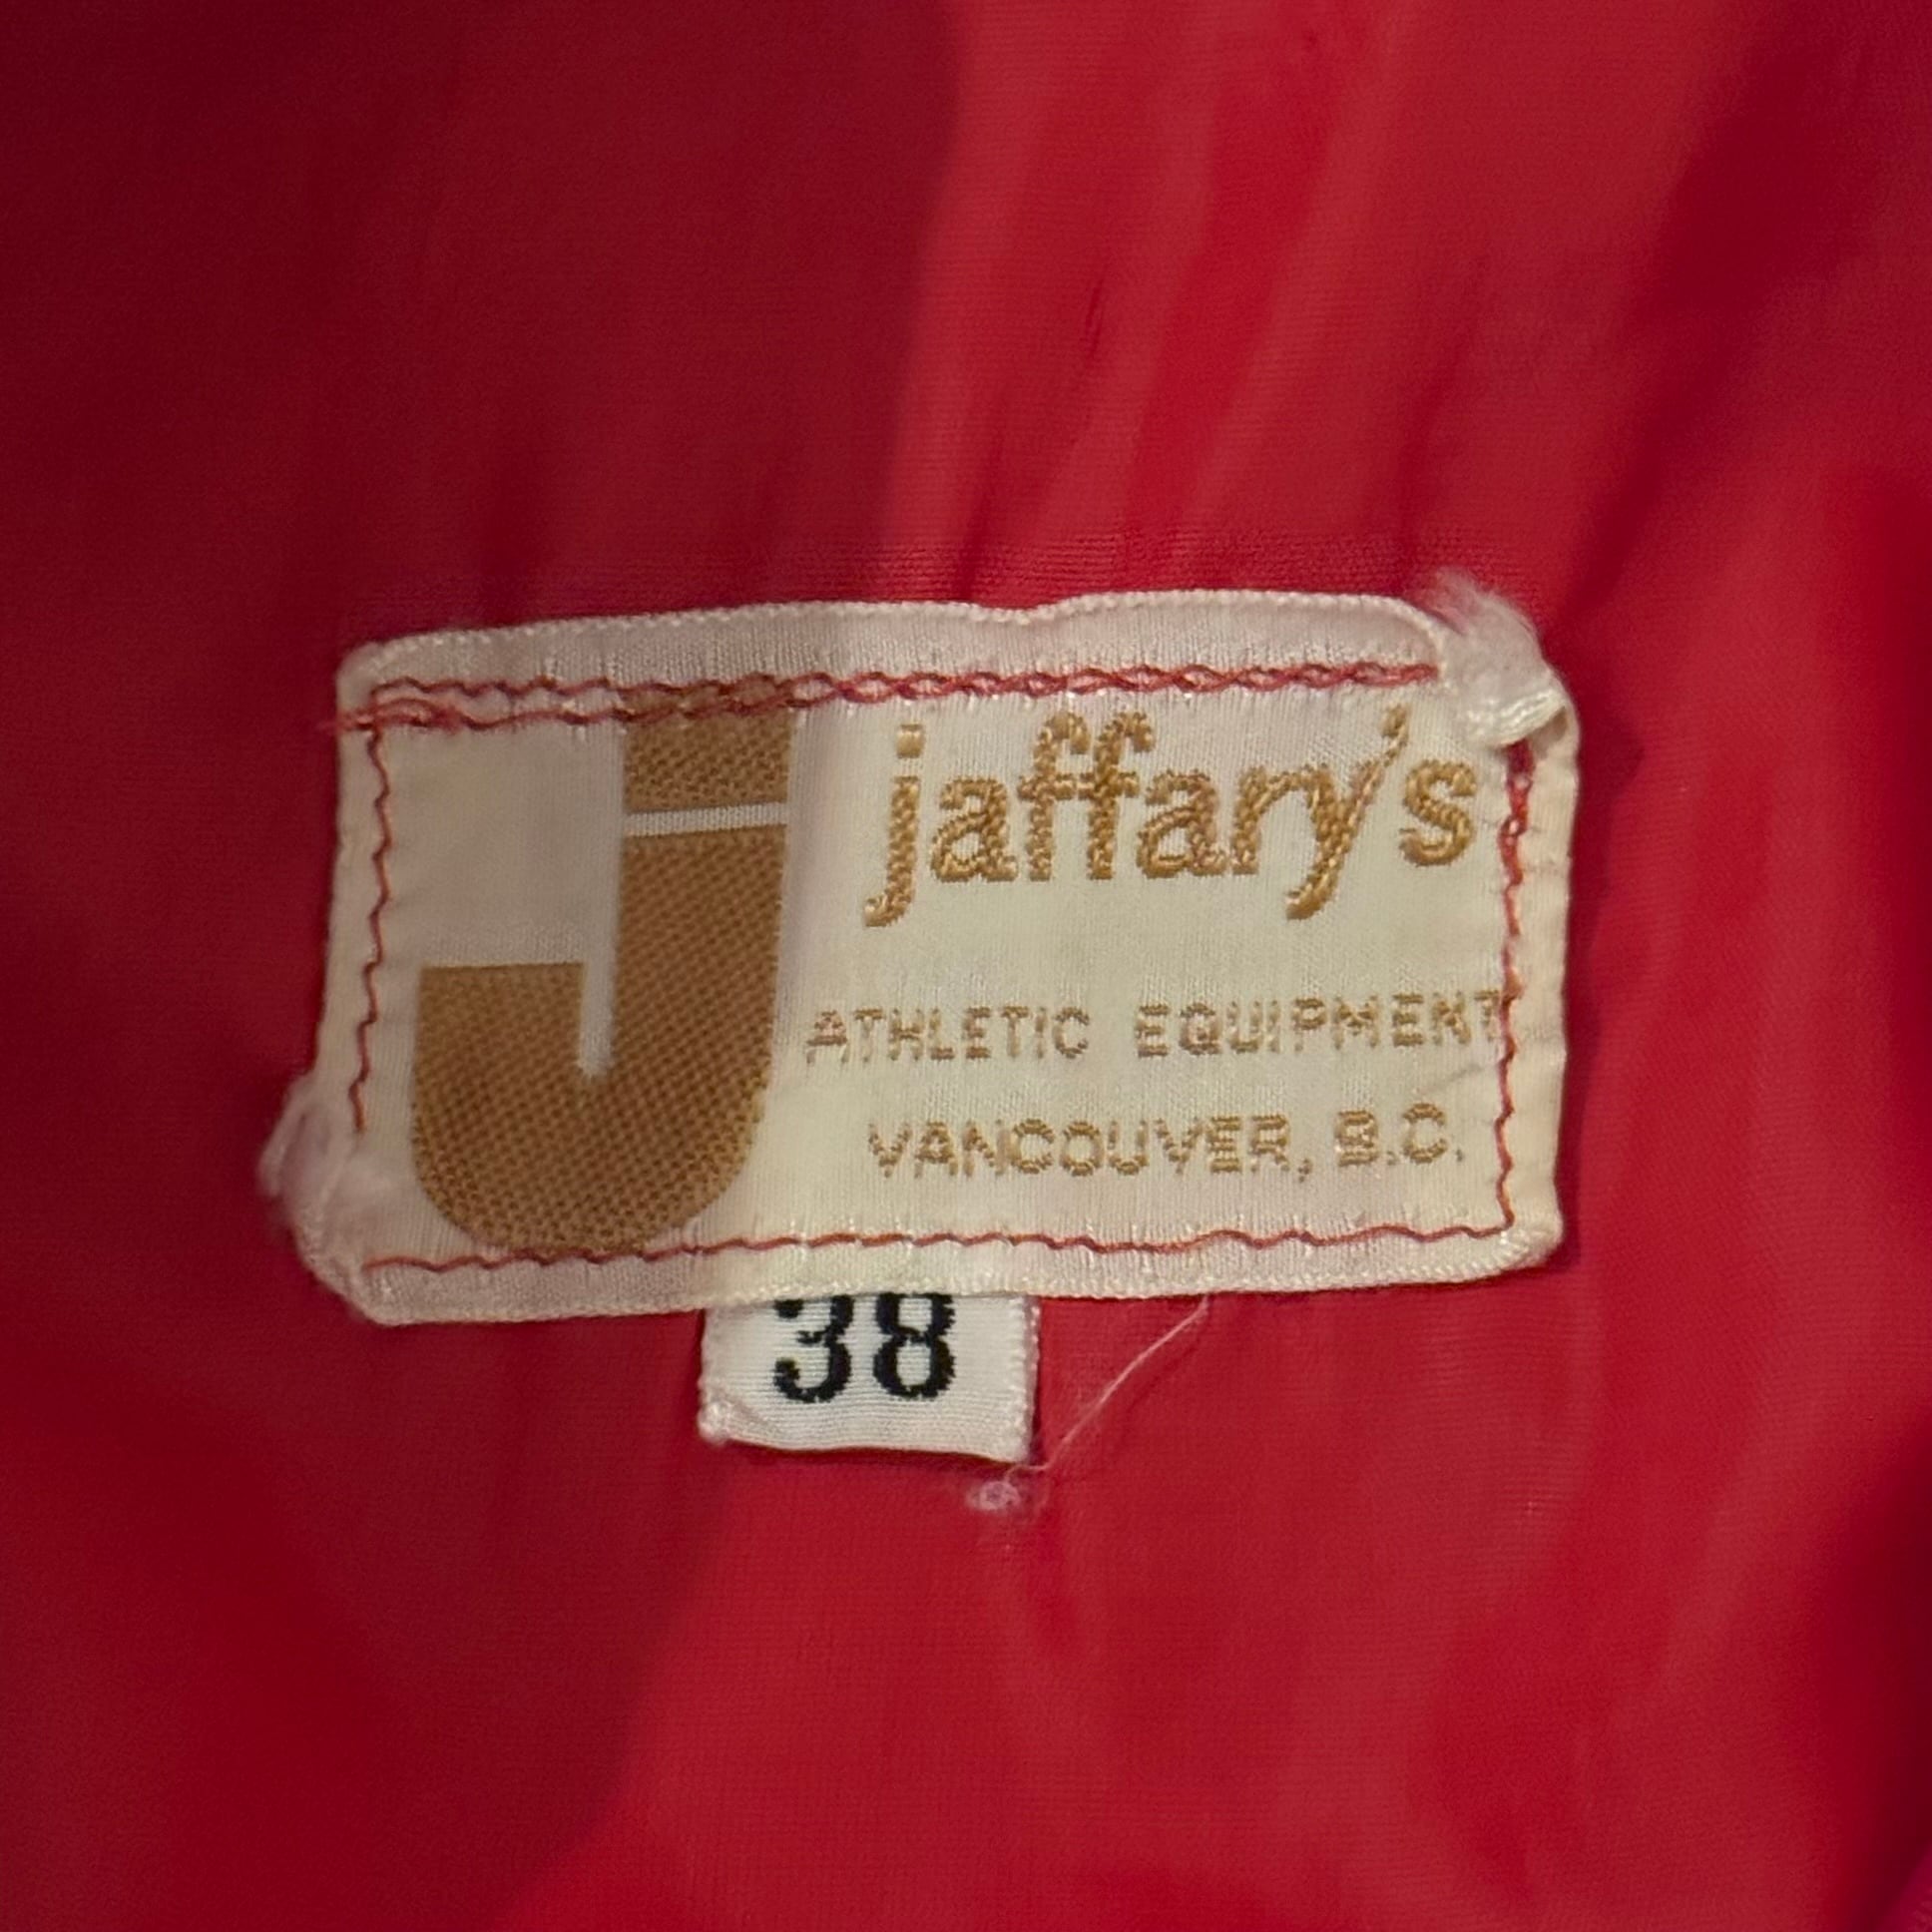 j
jaffary's
ATHLETIC EQUIPMENT
VANCOUVER, B.C.
38